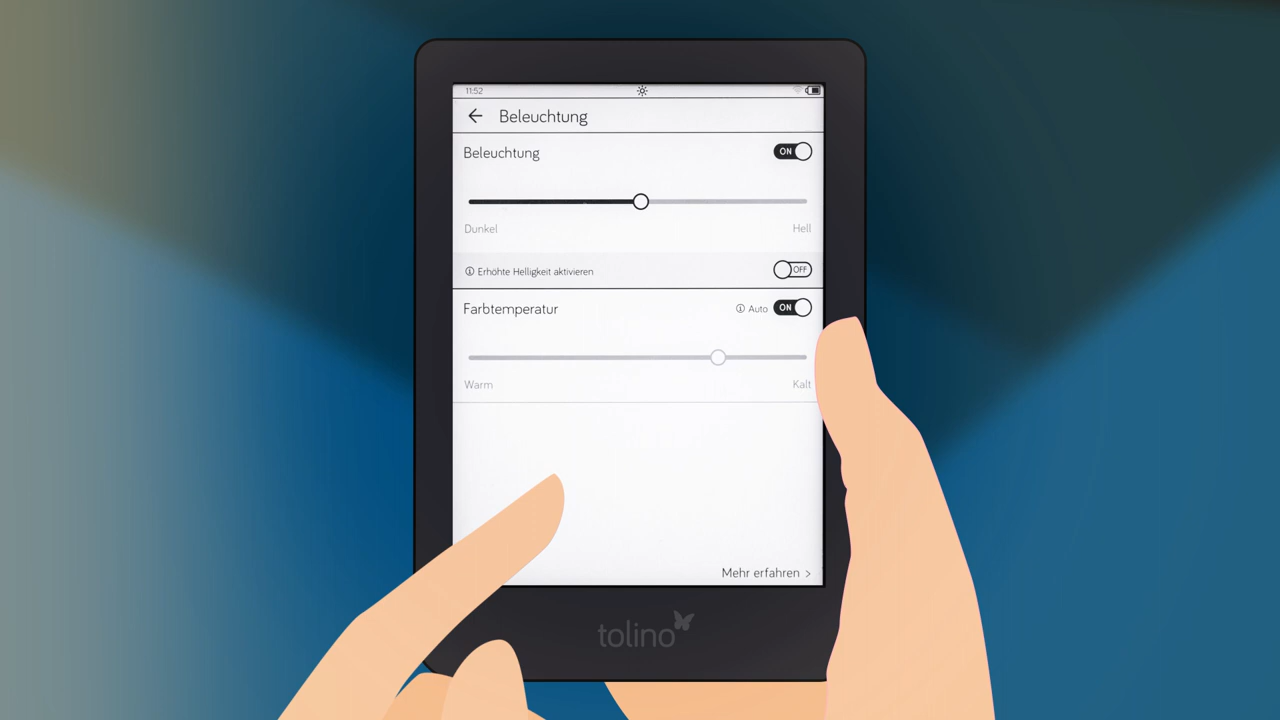 11:52
Beleuchtung
Beleuchtung ON
Dunkel Hell
Erhöhte Helligkeit aktivieren OFF
Farbtemperatur Auto ON
Warm Kalt
Mehr erfahren >
tolino